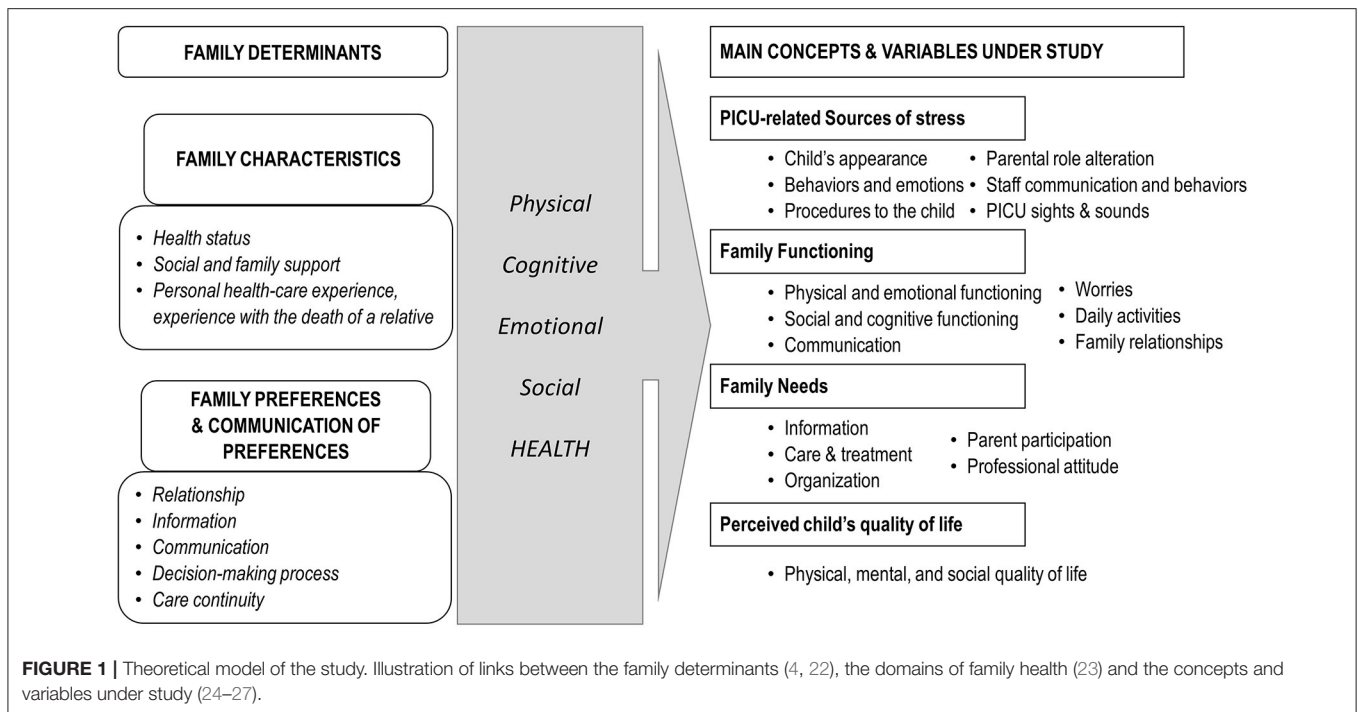 FAMILY DETERMINANTS
FAMILY CHARACTERISTICS
• Health status
• Social and family support
• Personal health-care experience,
experience with the death of a relative
FAMILY PREFERENCES
& COMMUNICATION OF
PREFERENCES
• Relationship
• Information
• Communication
• Decision-making process
• Care continuity
Physical
Cognitive
Emotional
Social
HEALTH
MAIN CONCEPTS & VARIABLES UNDER STUDY
PICU-related Sources of stress
• Child's appearance
• Behaviors and emotions
• Procedures to the child
• Parental role alteration
• Staff communication and behaviors
• PICU sights & sounds
Family Functioning
• Physical and emotional functioning
• Social and cognitive functioning
• Communication
• Worries
• Daily activities
• Family relationships
Family Needs
• Information
• Care & treatment
• Organization
• Parent participation
• Professional attitude
Perceived child's quality of life
• Physical, mental, and social quality of life
FIGURE 1 | Theoretical model of the study. Illustration of links between the family determinants (4, 22), the domains of family health (23) and the concepts and
variables under study (24–27).